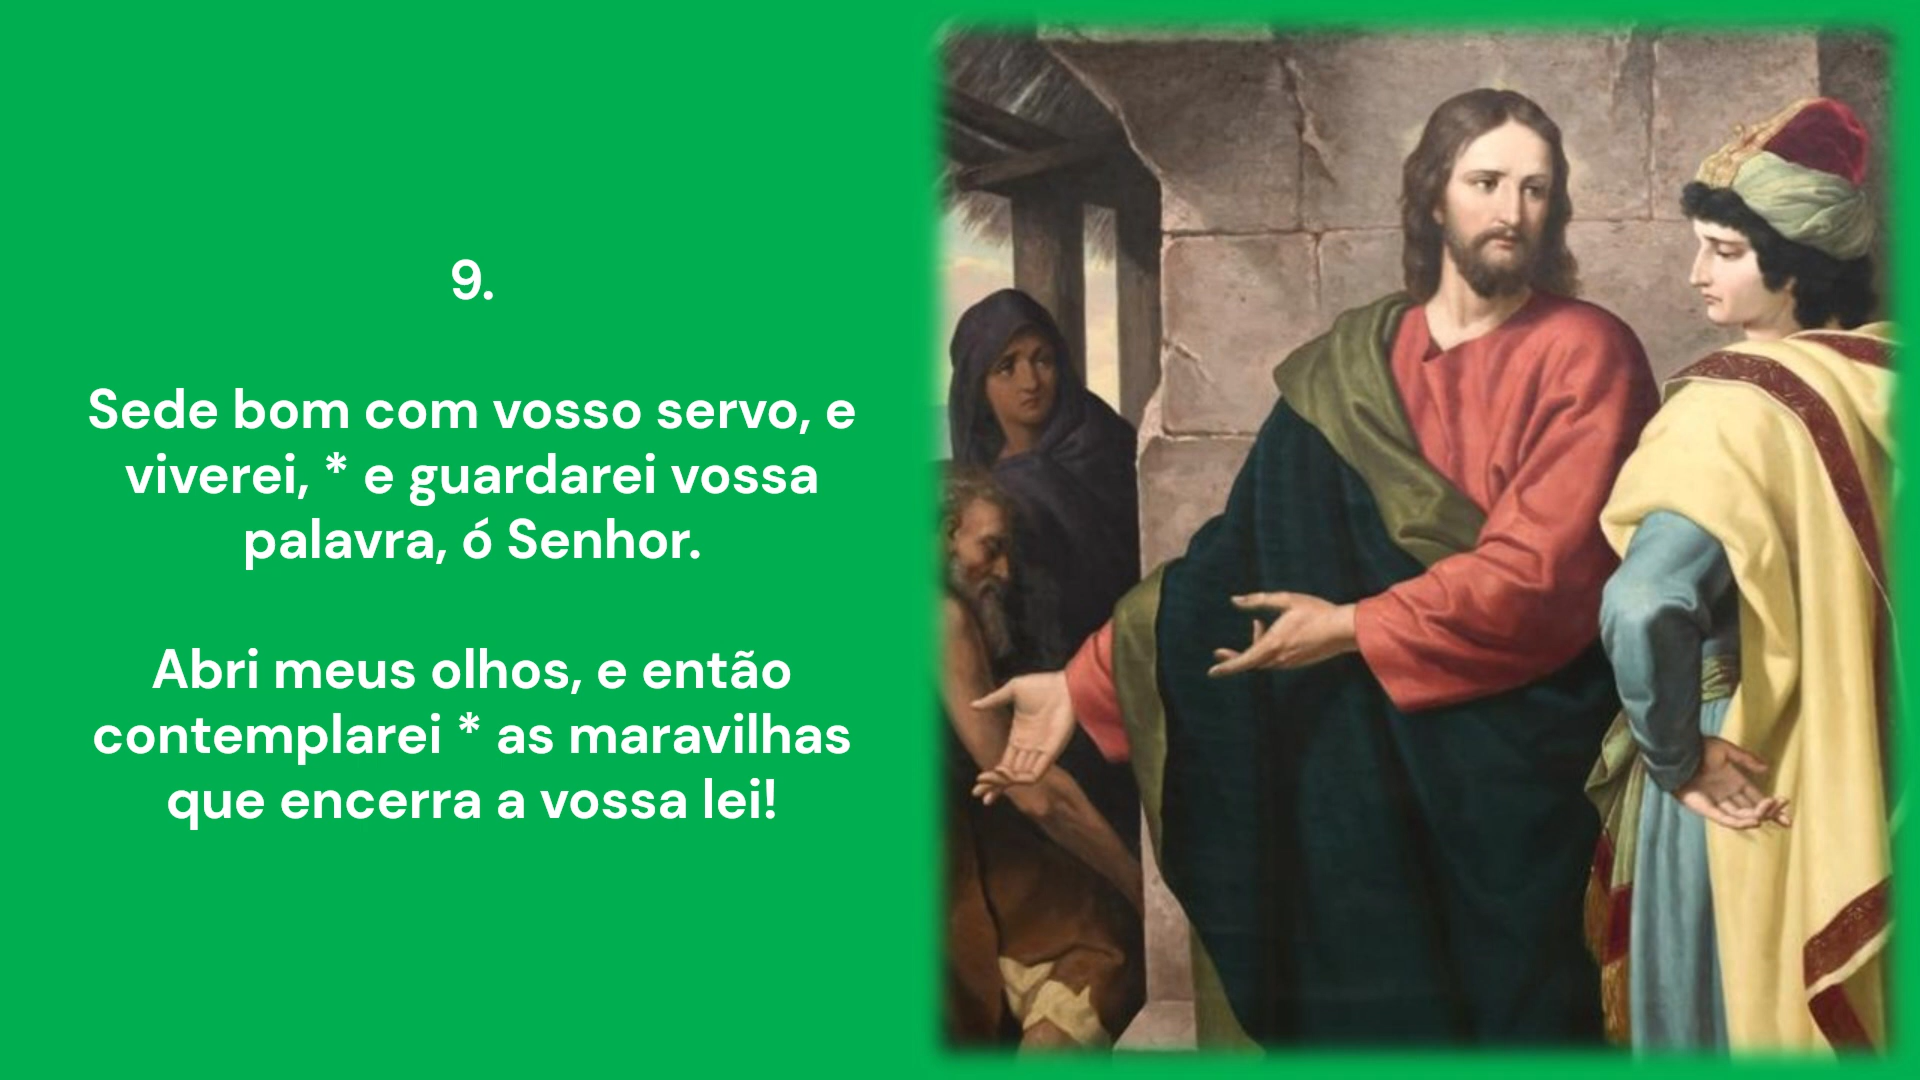 9.
Sede bom com vosso servo, e
viverei, * e guardarei vossa
palavra, ó Senhor.
Abri meus olhos, e então
contemplarei * as maravilhas
que encerra a vossa lei!